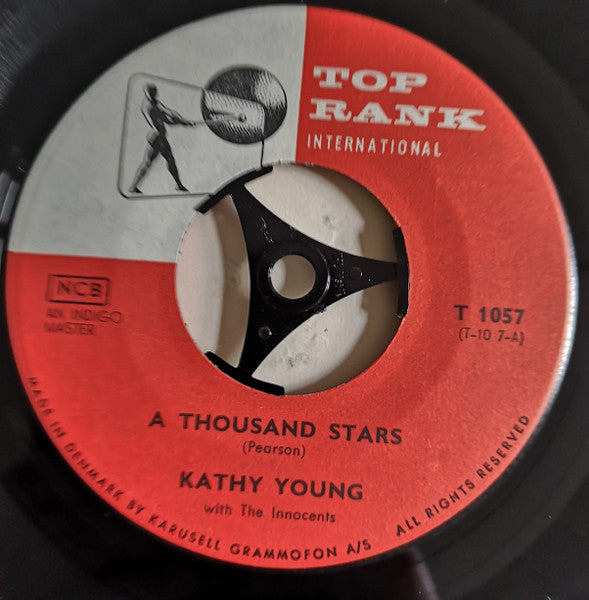 TOP
RANK
INTERNATIONAL
NCB
AN INDIGO
MASTER
T 1057
(T-10 7-A)
A THOUSAND STARS
(Pearson)
KATHY YOUNG
with The Innocents
MADE IN DENMARK BY KARUSELL GRAMMOFON A/S ALL RIGHTS RESERVED